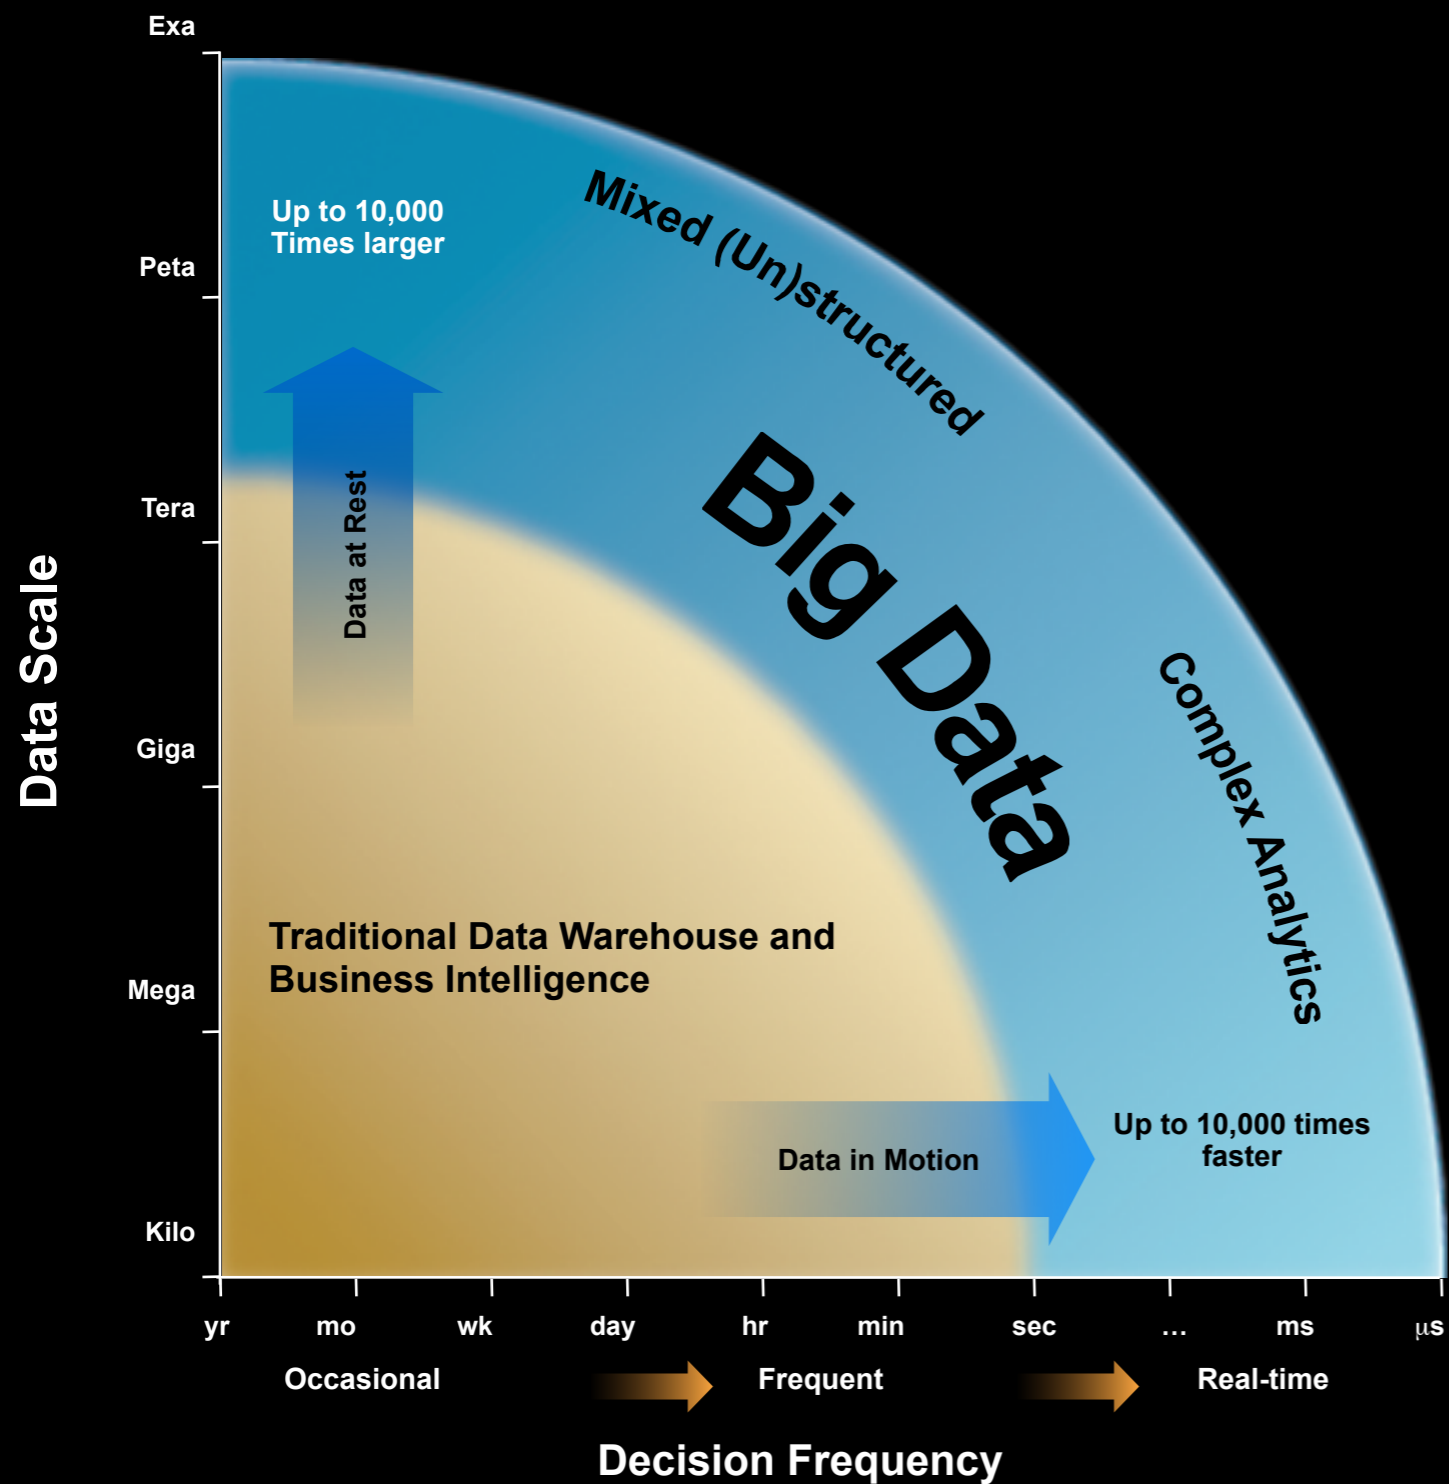 Exa
Peta
Tera
Giga
Mega
Kilo
Data Scale
Up to 10,000
Times larger
Mixed (Un)structured
Big Data
Complex Analytics
Data at Rest
Traditional Data Warehouse and
Business Intelligence
Data in Motion
Up to 10,000 times
faster
yr mo wk day hr min sec ... ms μs
Occasional Frequent Real-time
Decision Frequency